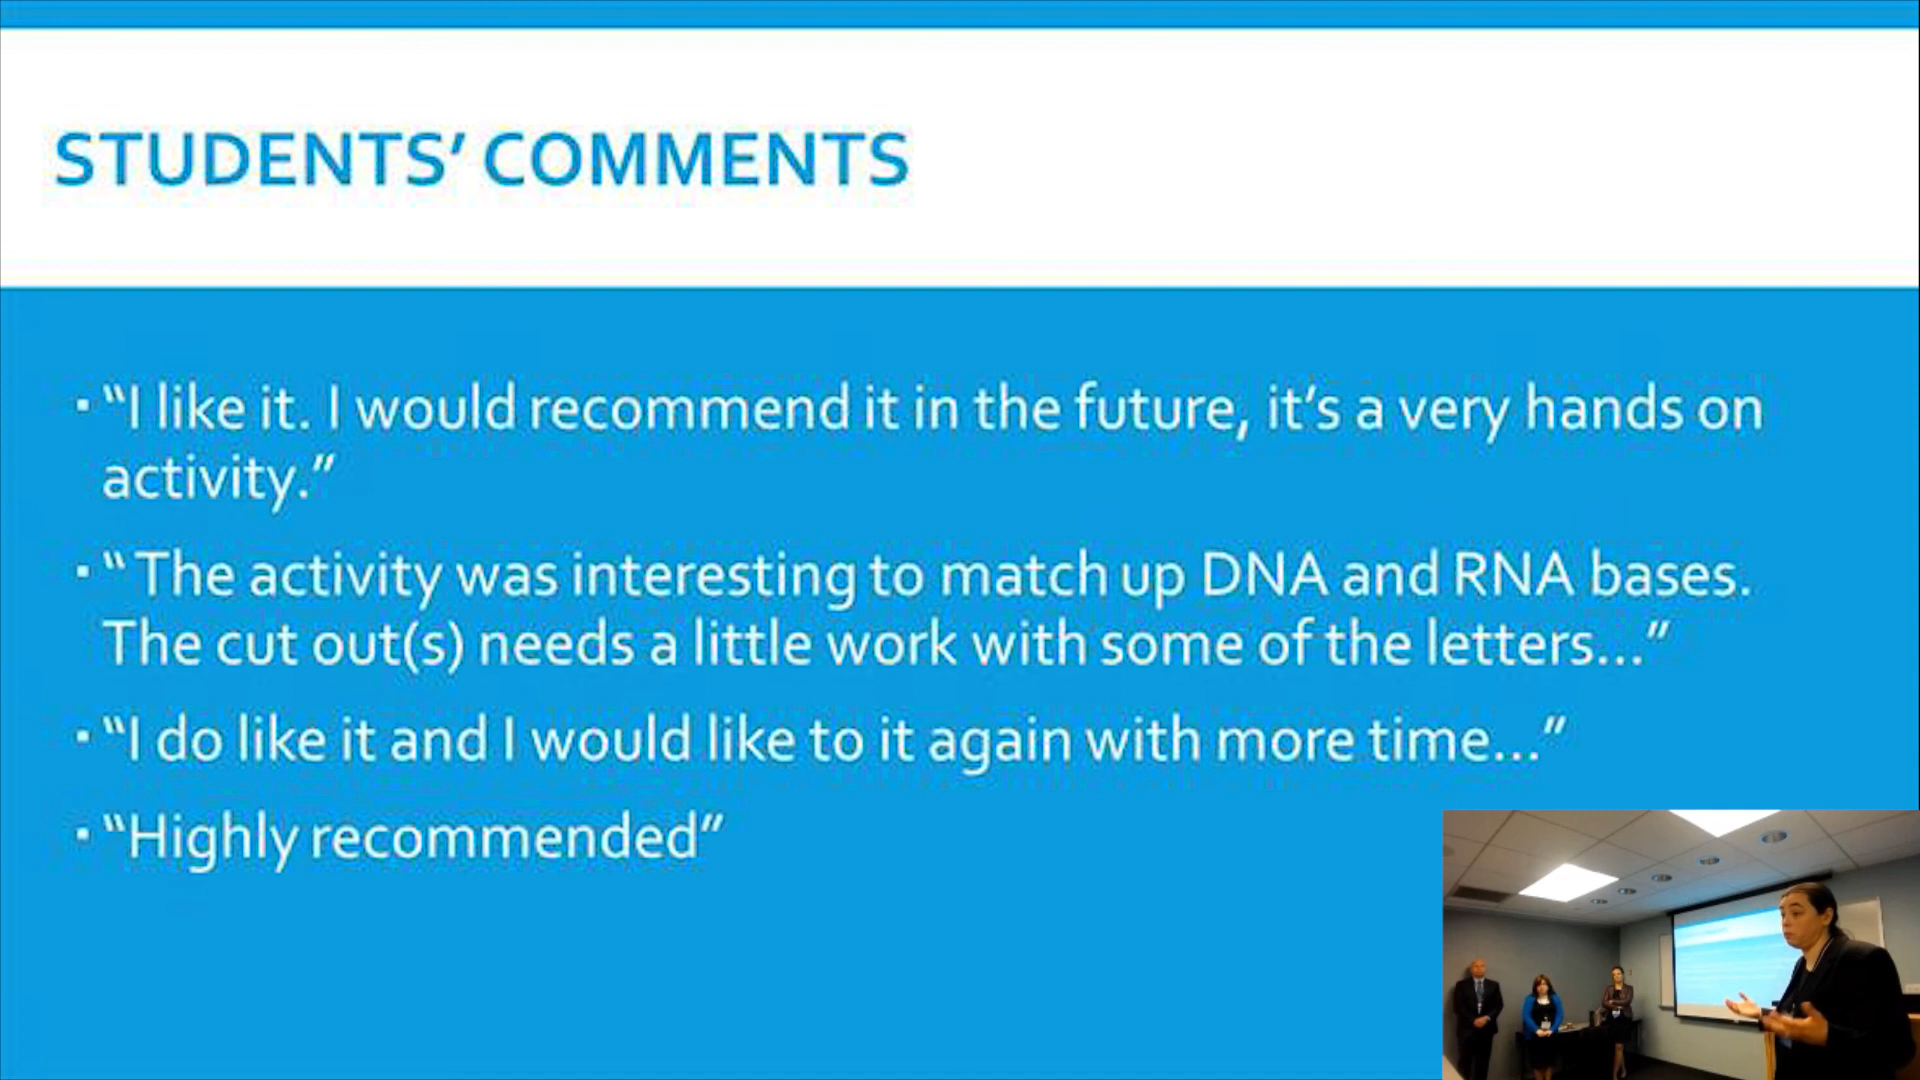 STUDENTS’ COMMENTS
▪ “I like it. I would recommend it in the future, it’s a very hands on
activity.”
▪ “ The activity was interesting to match up DNA and RNA bases.
The cut out(s) needs a little work with some of the letters…”
▪ “I do like it and I would like to it again with more time…”
▪ “Highly recommended”